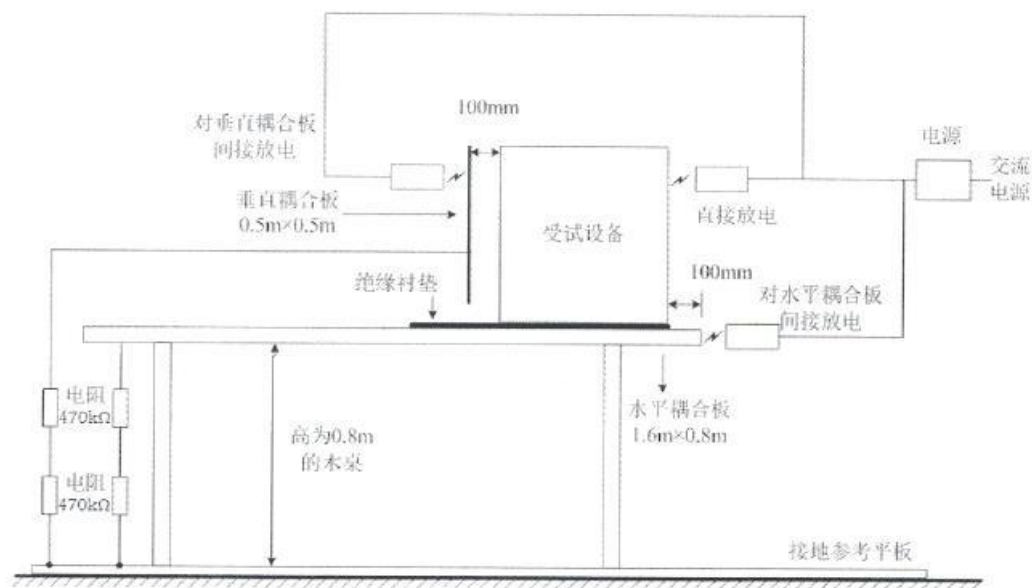 100mm
对垂直耦合板
间接放电
电源
交流
电源
垂直耦合板
0.5m×0.5m
直接放电
受试设备
100mm
绝缘衬垫
对水平耦合板
间接放电
电阻
470kΩ
水平耦合板
1.6m×0.8m
高为0.8m
的木桌
电阻
470kΩ
接地参考平板